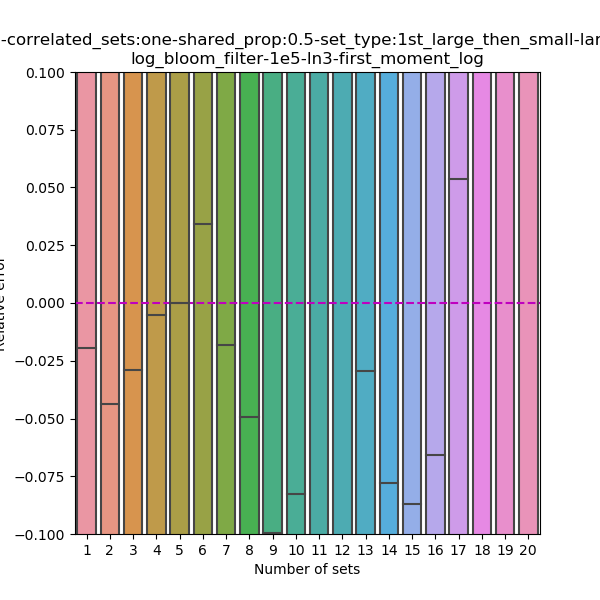 -correlated_sets:one-shared_prop:0.5-set_type:1st_large_then_small-lar
log_bloom_filter-1e5-ln3-first_moment_log
0.100
0.075
0.050
0.025
0.000
−0.025
−0.050
−0.075
−0.100
Relative error
1 2 3 4 5 6 7 8 9 10 11 12 13 14 15 16 17 18 19 20
Number of sets